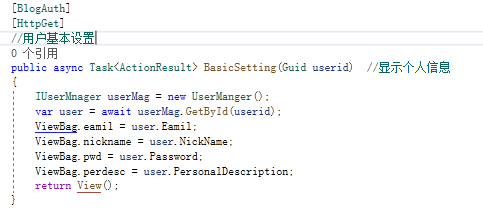 [BlogAuth]
[HttpGet]
//用户基本设置
0 个引用
public async Task<ActionResult> BasicSetting(Guid userid)  //显示个人信息
{
IUserMnager userMag = new UserManger();
var user = await userMag.GetById(userid);
ViewBag.eamil = user.Eamil;
ViewBag.nickname = user.NickName;
ViewBag.pwd = user.Password;
ViewBag.perdesc = user.PersonalDescription;
return View();
}